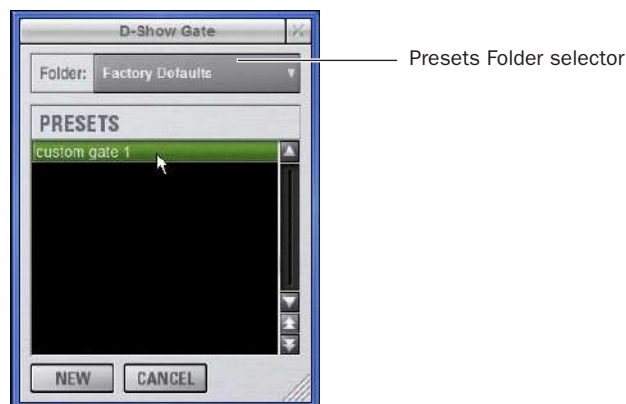 D-Show Gate
Presets Folder selector
Folder: Factory Defaults
PRESETS
custom gate 1
NEW CANCEL